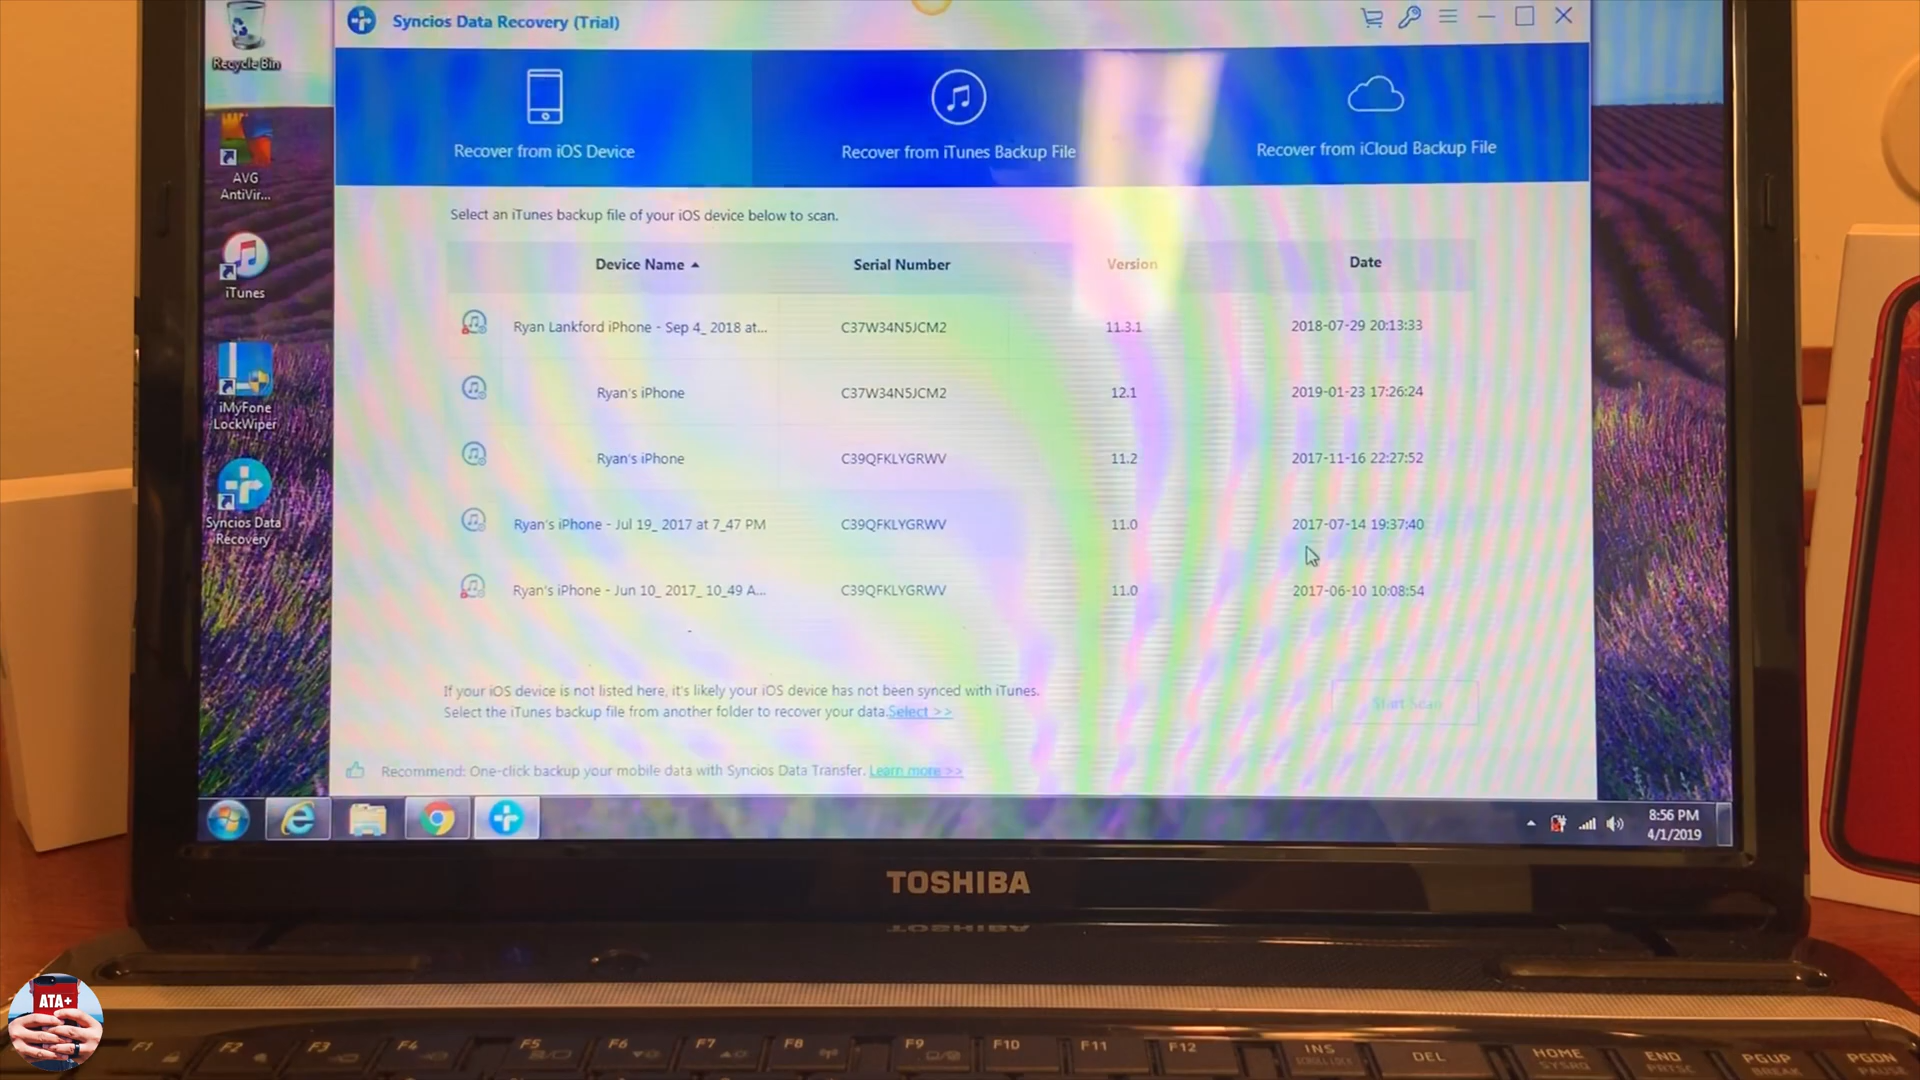 Syncios Data Recovery (Trial)
Recycle Bin
Recover from iOS Device
Recover from iTunes Backup File
Recover from iCloud Backup File
AVG
AntiVir...
iTunes
iMyFone
LockWiper
Syncios Data
Recovery
Select an iTunes backup file of your iOS device below to scan.
Device Name Serial Number Version Date
Ryan Lankford iPhone - Sep 4_ 2018 at... C37W34N5JCM2 11.3.1 2018-07-29 20:13:33
Ryan's iPhone C37W34N5JCM2 12.1 2019-01-23 17:26:24
Ryan's iPhone C39QFKLYGRWV 11.2 2017-11-16 22:27:52
Ryan's iPhone - Jul 19_ 2017 at 7_47 PM C39QFKLYGRWV 11.0 2017-07-14 19:37:40
Ryan's iPhone - Jun 10_ 2017_ 10_49 A... C39QFKLYGRWV 11.0 2017-06-10 10:08:54
If your iOS device is not listed here, it's likely your iOS device has not been synced with iTunes.
Select the iTunes backup file from another folder to recover your data.Select >>
Start Scan
Recommend: One-click backup your mobile data with Syncios Data Transfer. Learn more >>
8:56 PM
4/1/2019
TOSHIBA
ATA+
F1 F2 F3 F4 F5 F6 F7 F8 F9 F10 F11 F12 INS DEL HOME END PGUP PGDN
SCROLL LOCK SYSRQ PRTSC BREAK PAUSE